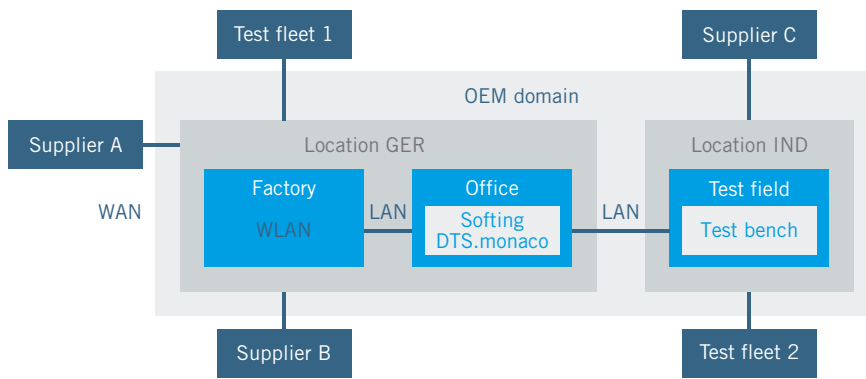 Test fleet 1
Supplier C
OEM domain
Supplier A
Location GER
Location IND
Factory
Office
Test field
WAN
WLAN
LAN
Softing
DTS.monaco
LAN
Test bench
Supplier B
Test fleet 2